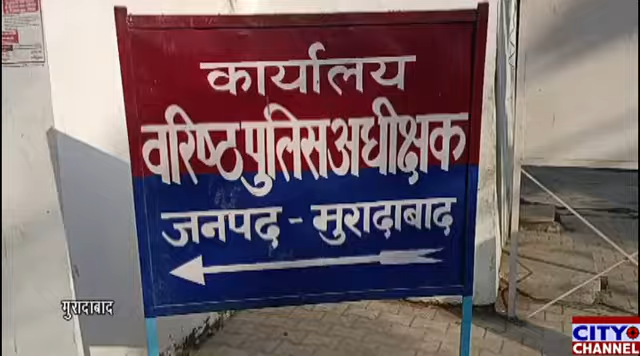 कार्यालय
वरिष्ठ पुलिस अधीक्षक
जनपद - मुरादाबाद
मुरादाबाद
CITY
CHANNEL